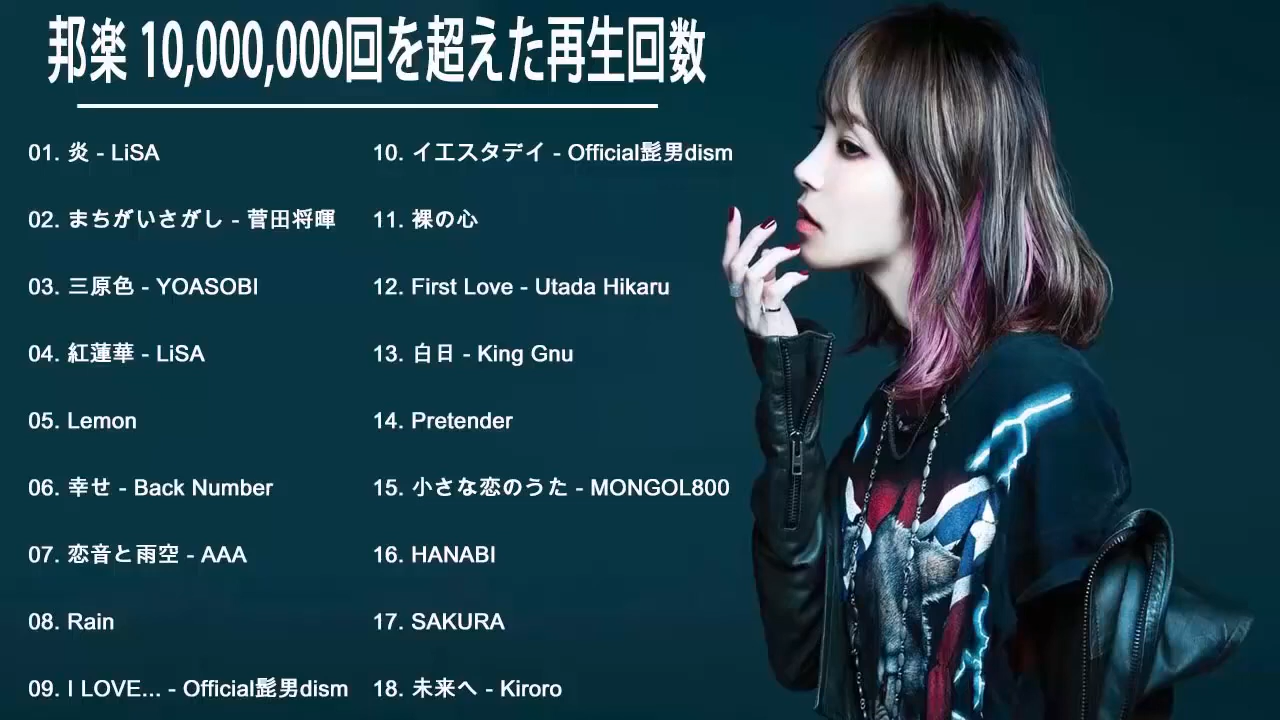 邦楽 10,000,000回を超えた再生回数
01. 炎 - LiSA
02. まちがいさがし - 菅田将暉
03. 三原色 - YOASOBI
04. 紅蓮華 - LiSA
05. Lemon
06. 幸せ - Back Number
07. 恋音と雨空 - AAA
08. Rain
09. I LOVE... - Official髭男dism
10. イエスタデイ - Official髭男dism
11. 裸の心
12. First Love - Utada Hikaru
13. 白日 - King Gnu
14. Pretender
15. 小さな恋のうた - MONGOL800
16. HANABI
17. SAKURA
18. 未来へ - Kiroro